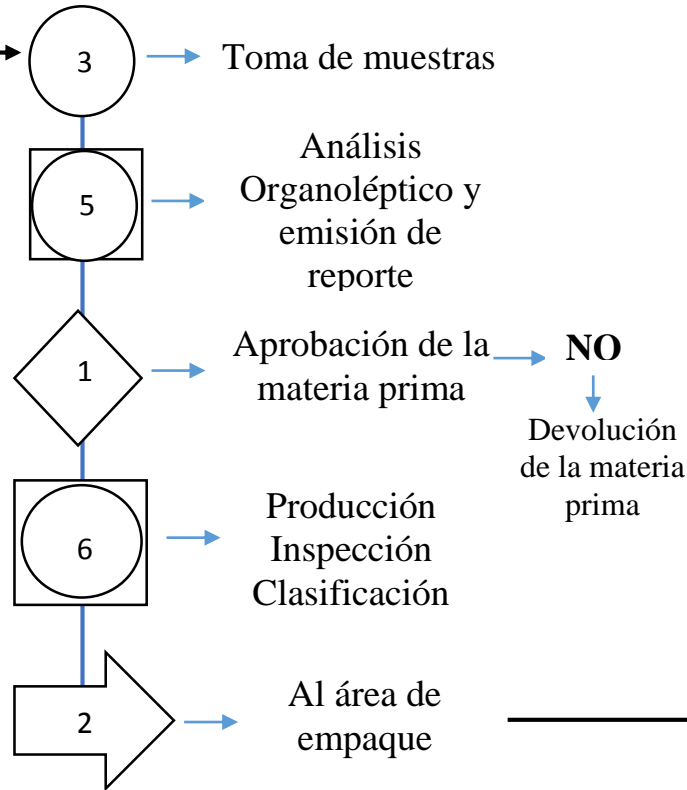 3
Toma de muestras
5
Análisis
Organoléptico y
emisión de
reporte
1
Aprobación de la
materia prima
NO
Devolución
de la materia
prima
6
Producción
Inspección
Clasificación
2
Al área de
empaque